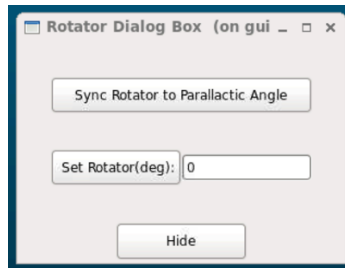 Rotator Dialog Box (on gui
Sync Rotator to Parallactic Angle
Set Rotator(deg): 0
Hide